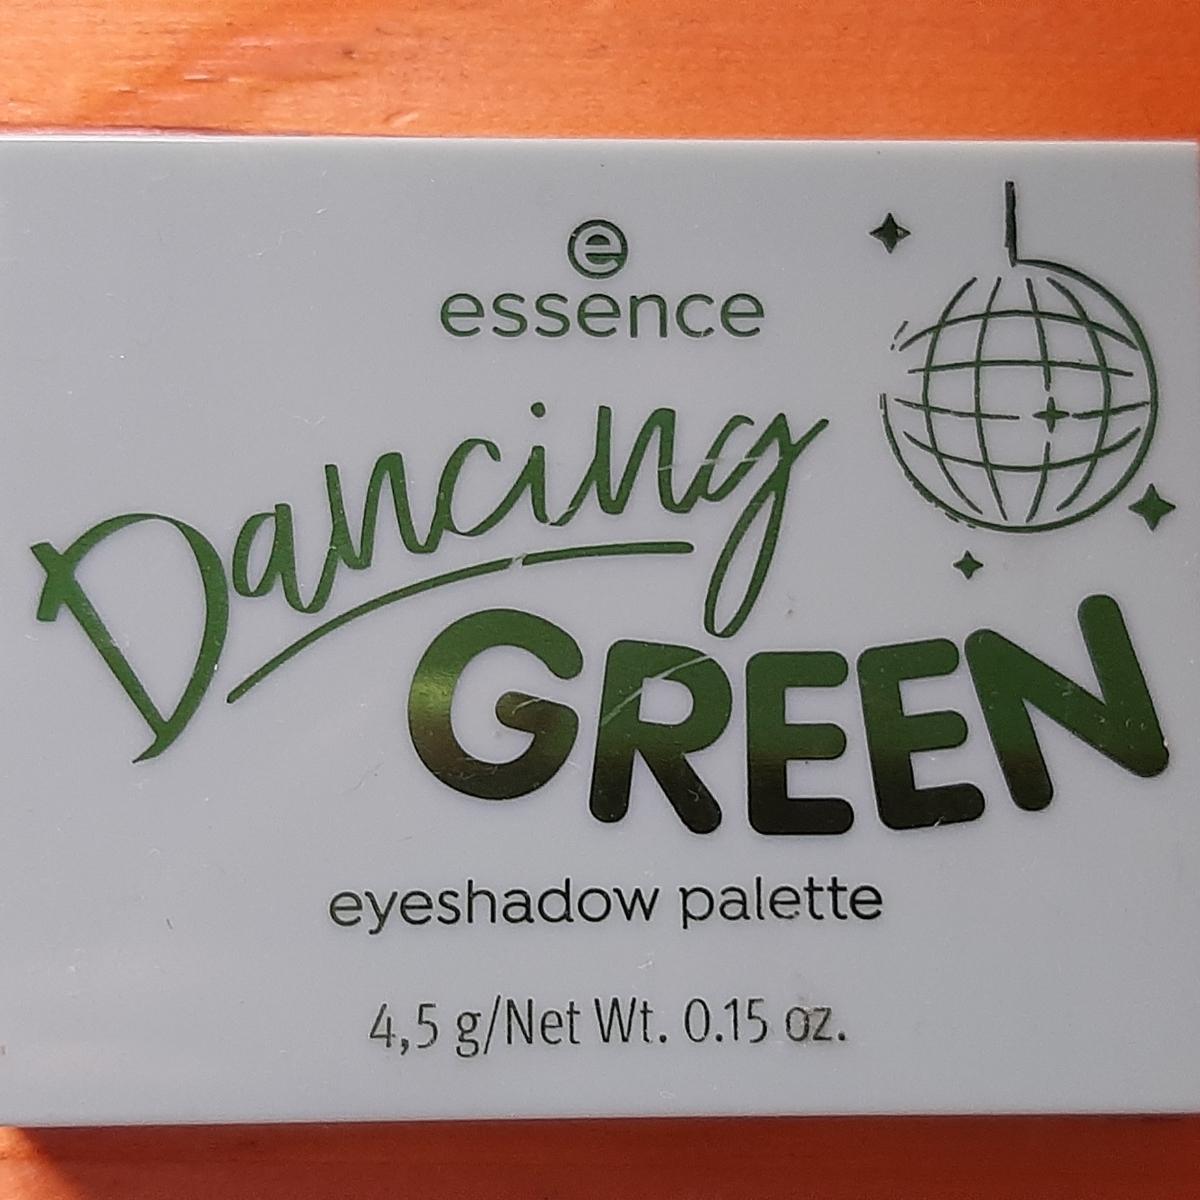 e
essence
Dancing
GREEN
eyeshadow palette
4,5 g/Net Wt. 0.15 oz.